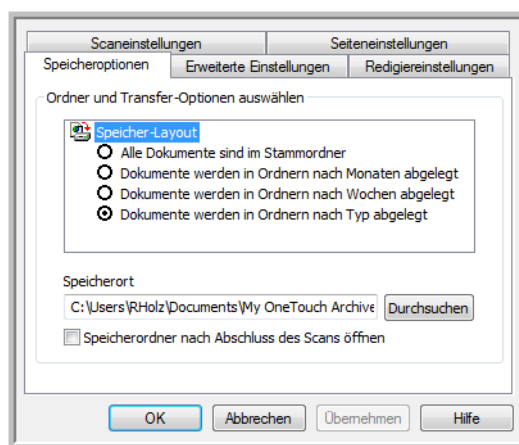 Scaneinstellungen Seiteneinstellungen
Speicheroptionen Erweiterte Einstellungen Redigiereinstellungen
Ordner und Transfer-Optionen auswählen
Speicher-Layout
Alle Dokumente sind im Stammordner
Dokumente werden in Ordnern nach Monaten abgelegt
Dokumente werden in Ordnern nach Wochen abgelegt
Dokumente werden in Ordnern nach Typ abgelegt
Speicherort
C:\Users\RHolz\Documents\My OneTouch Archive Durchsuchen
Speicherordner nach Abschluss des Scans öffnen
OK Abbrechen Übernehmen Hilfe